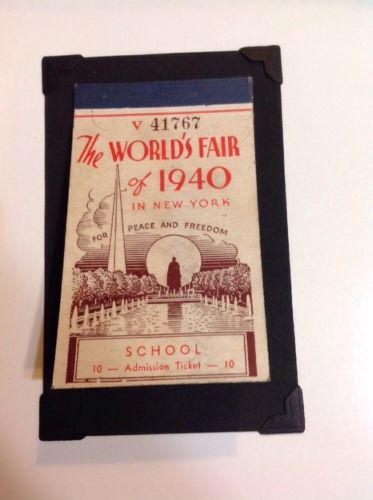 V 41767
The WORLD'S FAIR
of 1940
IN NEW YORK
FOR PEACE AND FREEDOM
SCHOOL
10 — Admission Ticket — 10